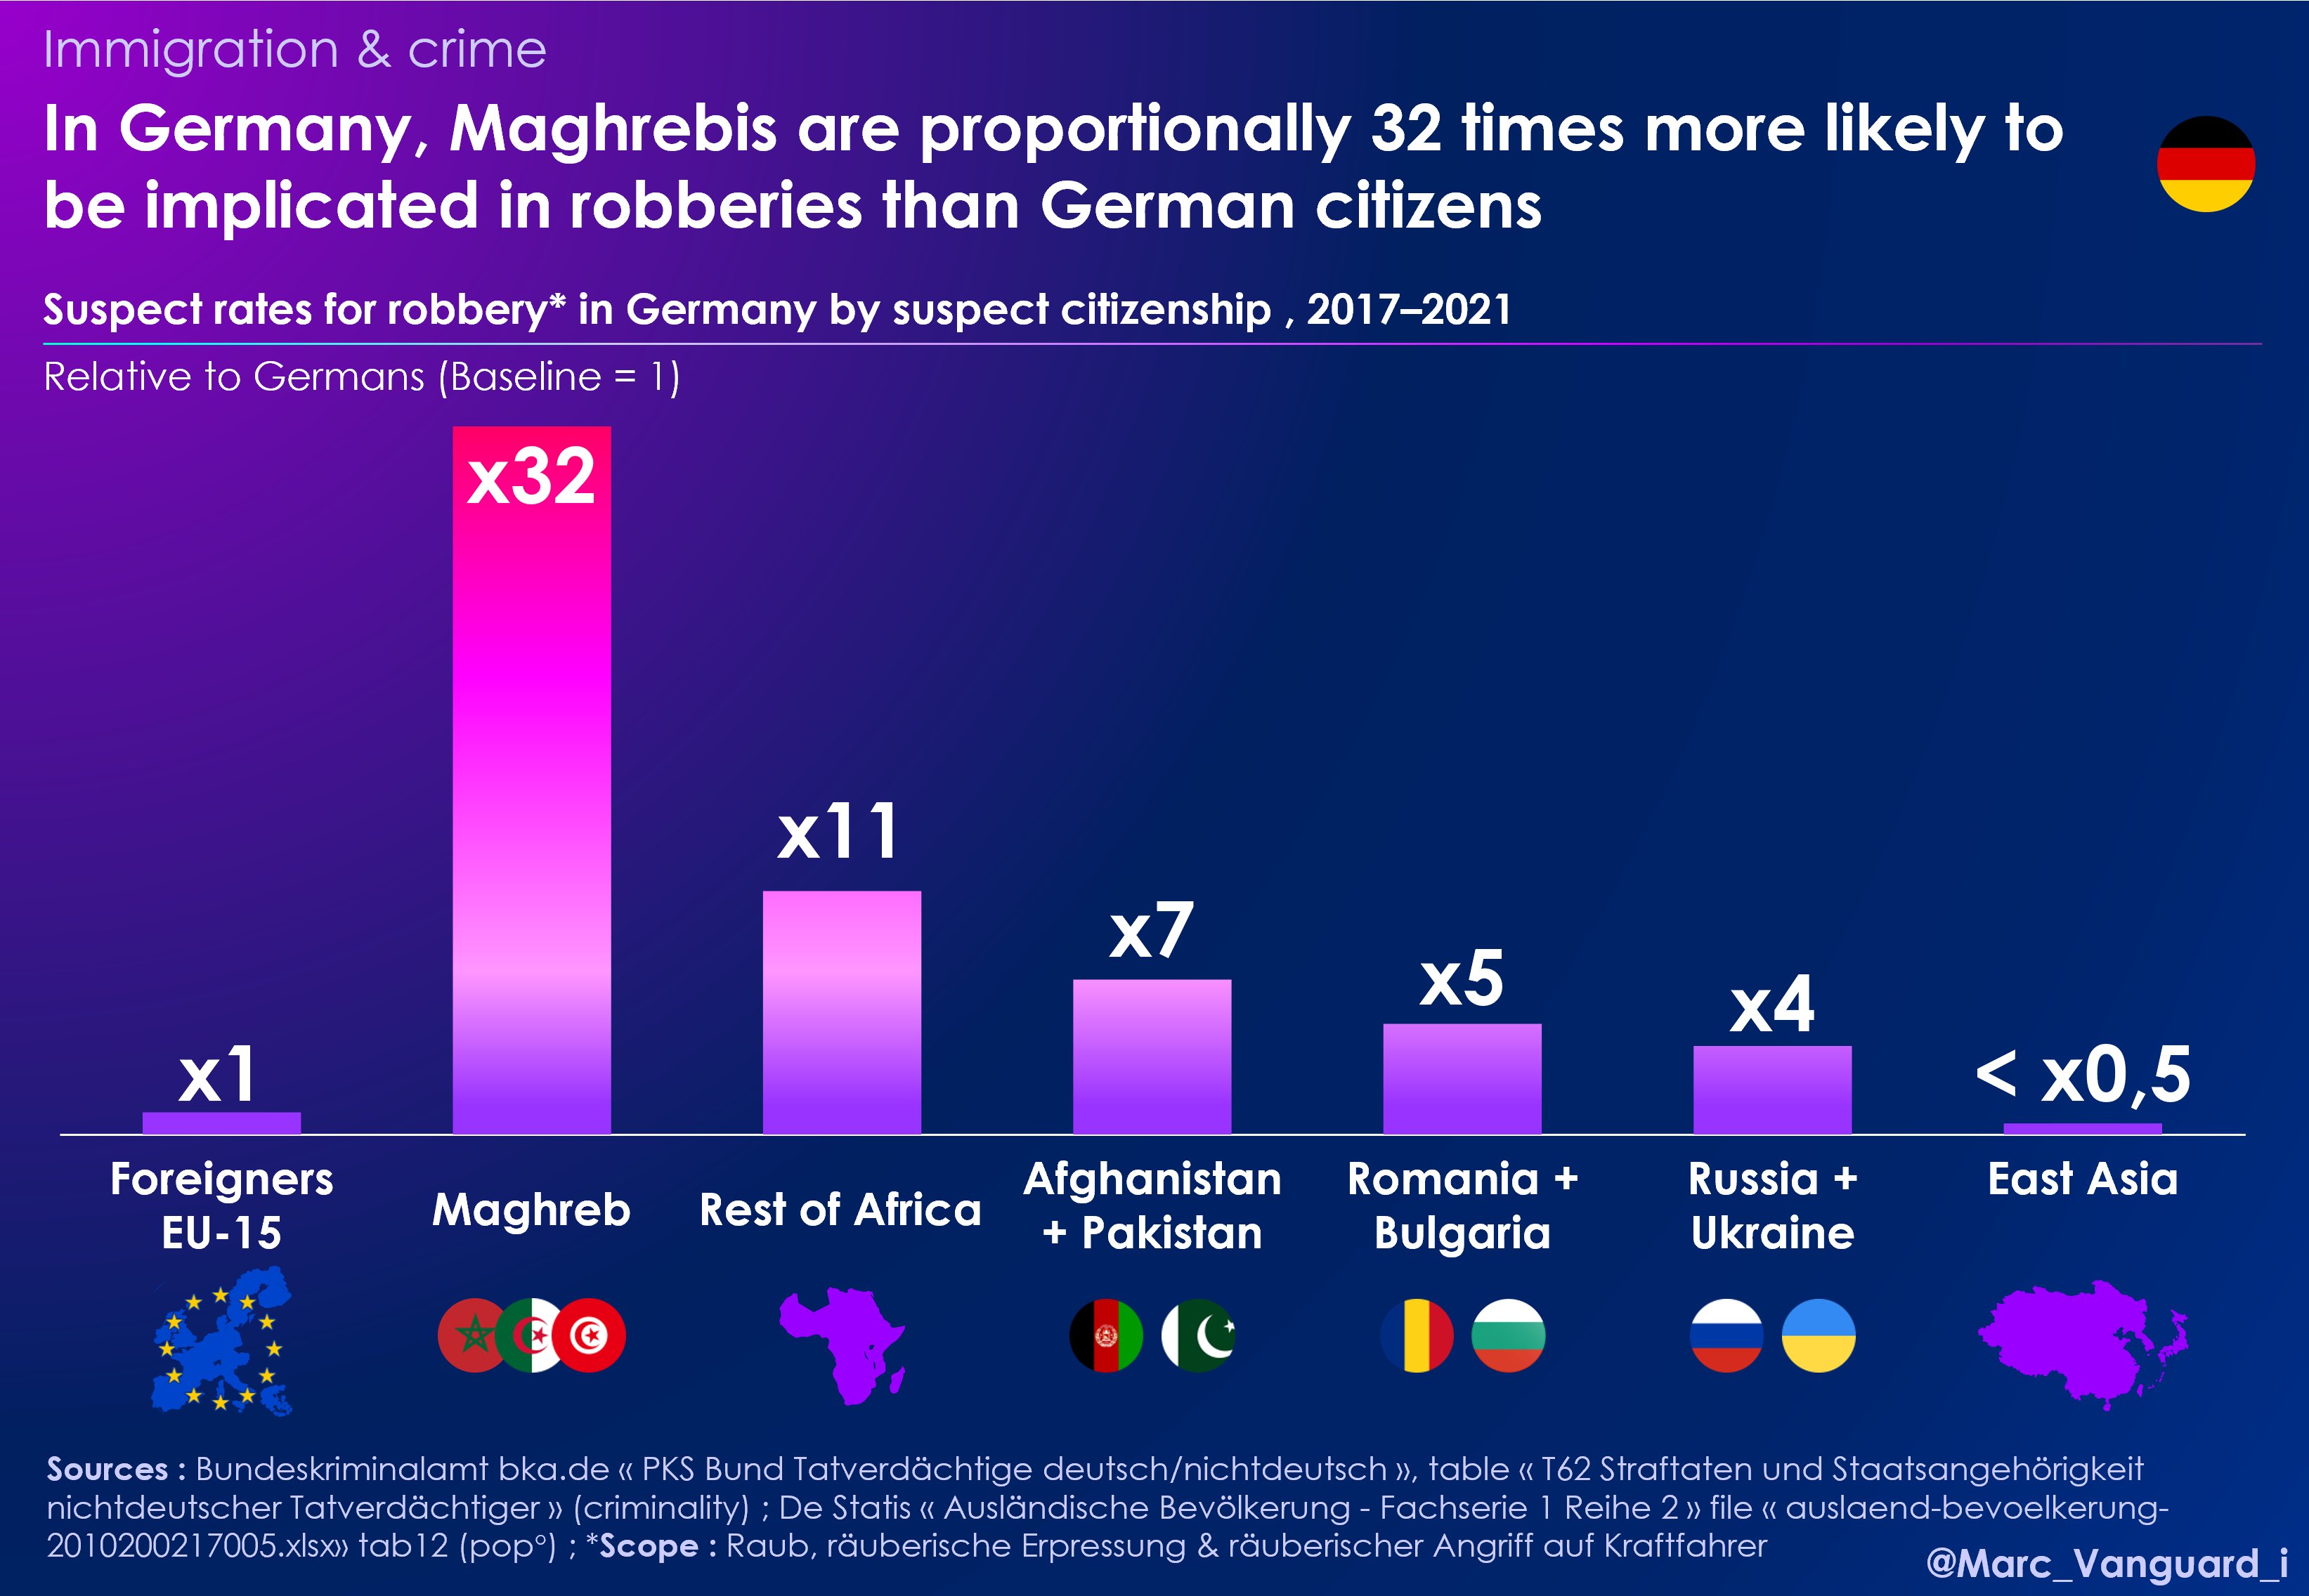 Immigration & crime
In Germany, Maghrebis are proportionally 32 times more likely to
be implicated in robberies than German citizens
Suspect rates for robbery* in Germany by suspect citizenship , 2017–2021
Relative to Germans (Baseline = 1)
x32
x11
x7
x5
x4
x1
< x0,5
Foreigners
EU-15
Maghreb
Rest of Africa
Afghanistan
+ Pakistan
Romania +
Bulgaria
Russia +
Ukraine
East Asia
Sources : Bundeskriminalamt bka.de « PKS Bund Tatverdächtige deutsch/nichtdeutsch », table « T62 Straftaten und Staatsangehörigkeit
nichtdeutscher Tatverdächtiger » (criminality) ; De Statis « Ausländische Bevölkerung - Fachserie 1 Reihe 2 » file « auslaend-bevoelkerung-
2010200217005.xlsx» tab12 (pop°) ; *Scope : Raub, räuberische Erpressung & räuberischer Angriff auf Kraftfahrer
@Marc_Vanguard_i